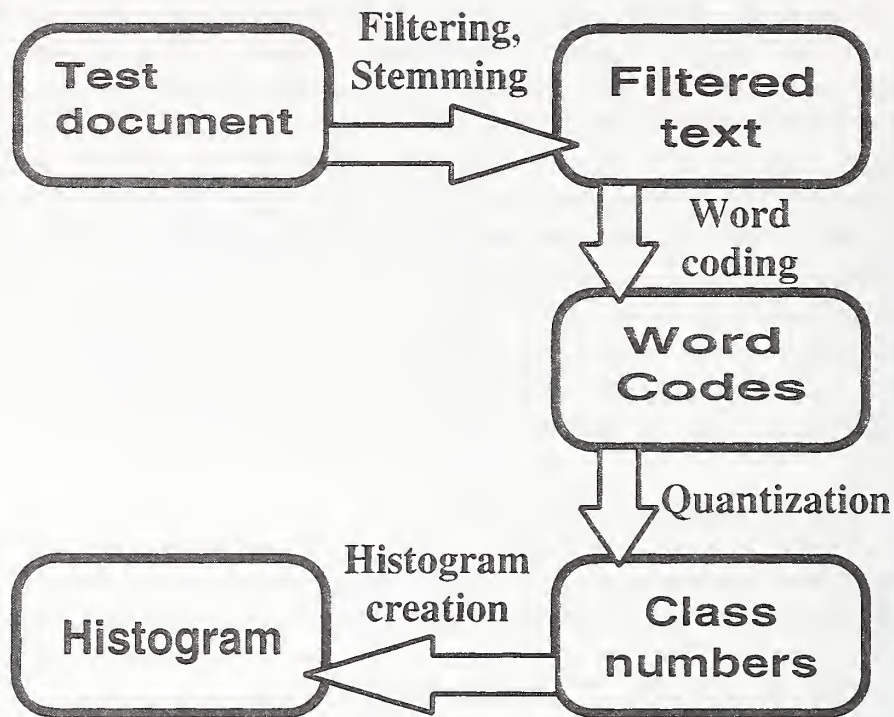 Test
document
Filtering,
Stemming
Filtered
text
Word
coding
Word
Codes
Quantization
Class
numbers
Histogram
creation
Histogram